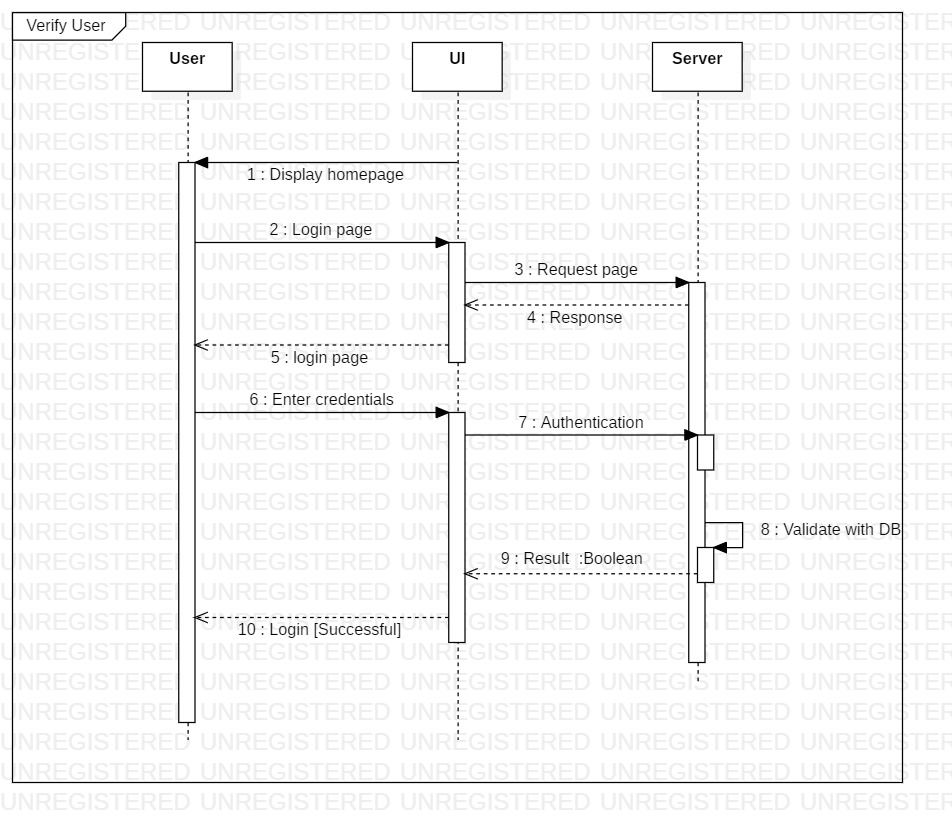 Verify User
User
UI
Server
1 : Display homepage
2 : Login page
3 : Request page
4 : Response
5 : login page
6 : Enter credentials
7 : Authentication
8 : Validate with DB
9 : Result  :Boolean
10 : Login [Successful]
UNREGISTERED